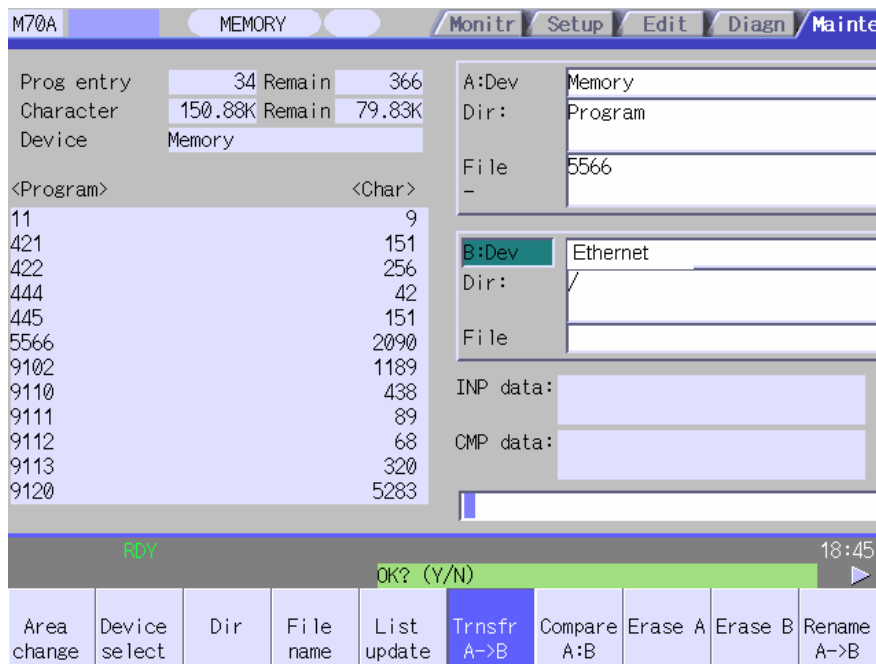 M70A MEMORY Monitr Setup Edit Diagn Mainte
Prog entry 34 Remain 366
Character 150.88K Remain 79.83K
Device Memory
<Program> <Char>
11 9
421 151
422 256
444 42
445 151
5566 2090
9102 1189
9110 438
9111 89
9112 68
9113 320
9120 5283
A:Dev Memory
Dir: Program
File 5566
-
B:Dev Ethernet
Dir: /
File
INP data:
CMP data:
RDY 18:45
OK? (Y/N)
Area change
Device select
Dir
File name
List update
Trnsfr A->B
Compare A:B
Erase A
Erase B
Rename A->B